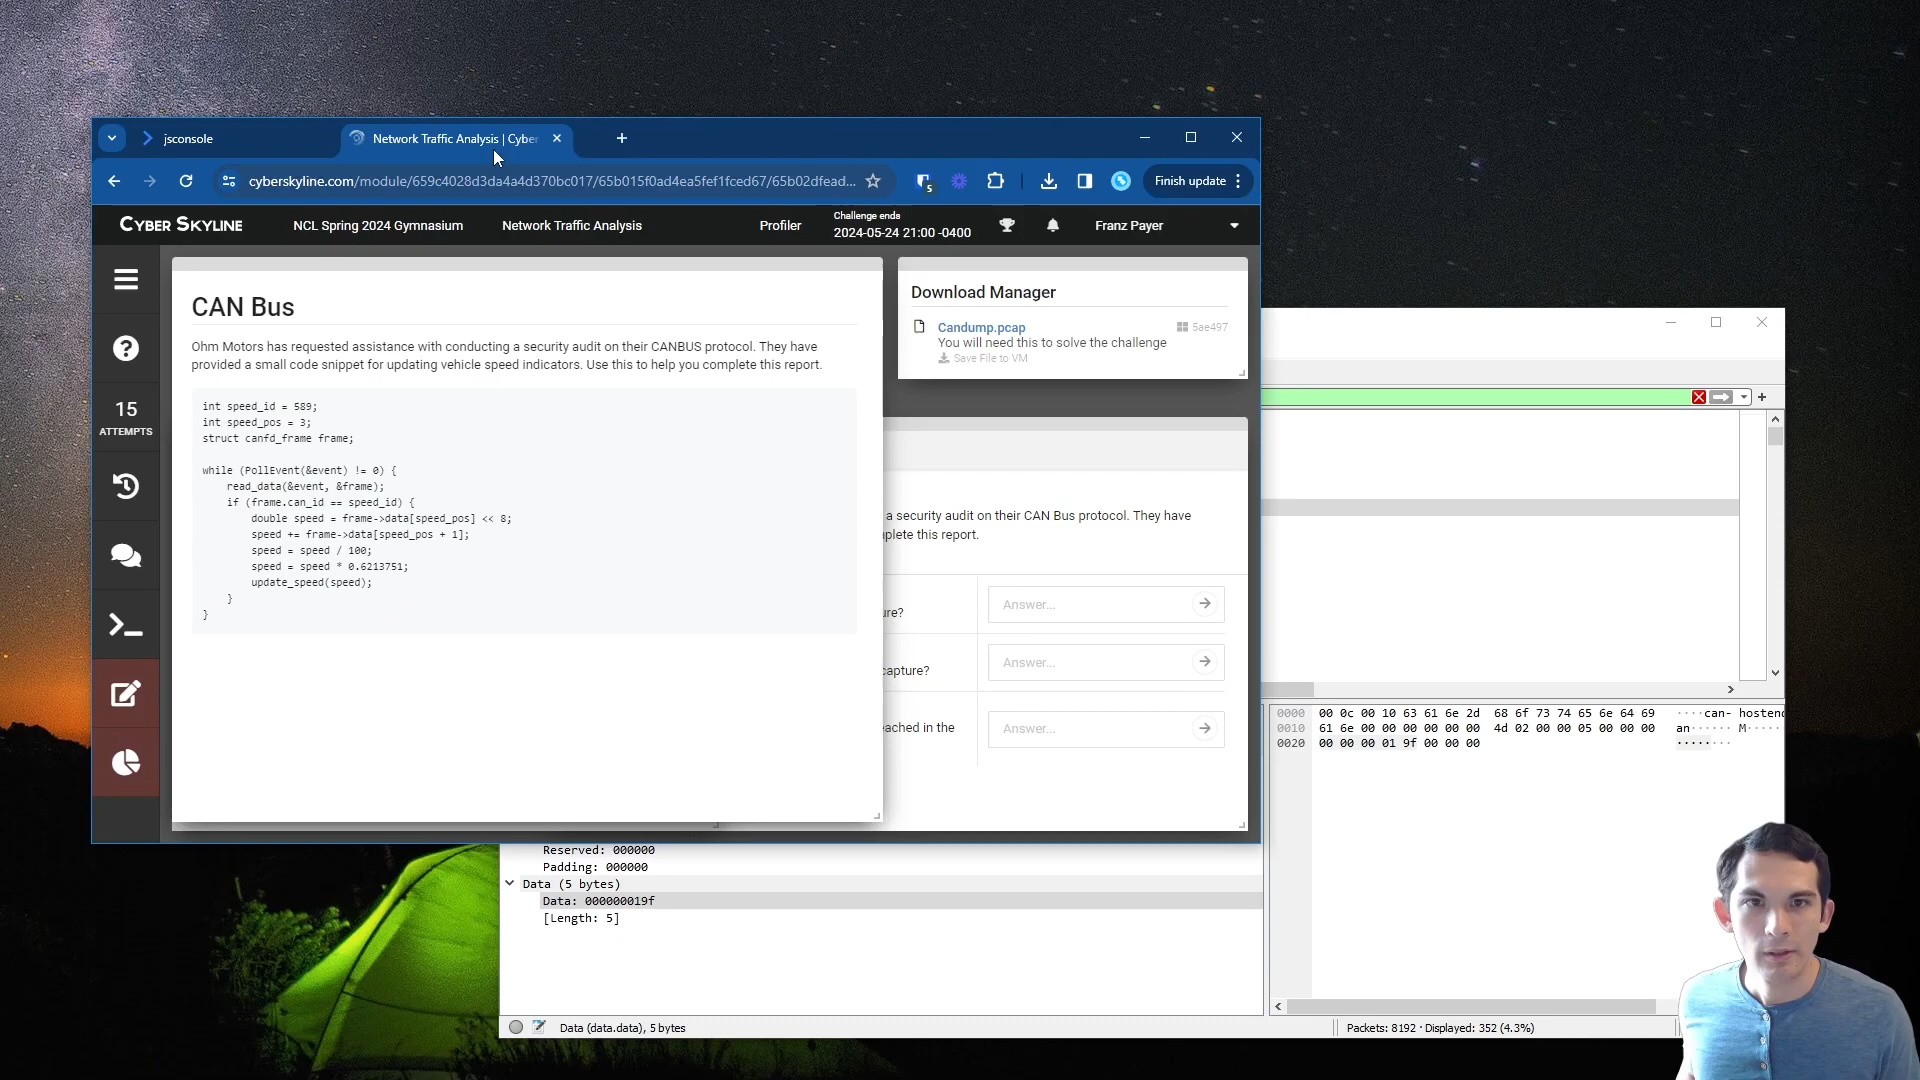 jsconsole
Network Traffic Analysis | Cyber
cyberskyline.com/module/659c4028d3da4a4d370bc017/65b015f0ad4ea5fef1fced67/65b02dfead...
5
Finish update
CYBER SKYLINE
NCL Spring 2024 Gymnasium
Network Traffic Analysis
Profiler
Challenge ends
2024-05-24 21:00 -0400
Franz Payer
15
ATTEMPTS
CAN Bus
Ohm Motors has requested assistance with conducting a security audit on their CANBUS protocol. They have
provided a small code snippet for updating vehicle speed indicators. Use this to help you complete this report.
int speed_id = 589;
int speed_pos = 3;
struct canfd_frame frame;
while (PollEvent(&event) != 0) {
read_data(&event, &frame);
if (frame.can_id == speed_id) {
double speed = frame->data[speed_pos] << 8;
speed += frame->data[speed_pos + 1];
speed = speed / 100;
speed = speed * 0.6213751;
update_speed(speed);
}
}
Download Manager
Candump.pcap
5ae497
You will need this to solve the challenge
Save File to VM
a security audit on their CAN Bus protocol. They have
plete this report.
ure?
Answer...
capture?
Answer...
eached in the
Answer...
0000 00 0c 00 10 63 61 6e 2d 68 6f 73 74 65 6e 64 69 ····can- hostend
0010 61 6e 00 00 00 00 00 00 4d 02 00 00 05 00 00 00 an······ M·····
0020 00 00 00 01 9f 00 00 00 ········
Reserved: 000000
Padding: 000000
Data (5 bytes)
Data: 000000019f
[Length: 5]
Data (data.data), 5 bytes
Packets: 8192 · Displayed: 352 (4.3%)